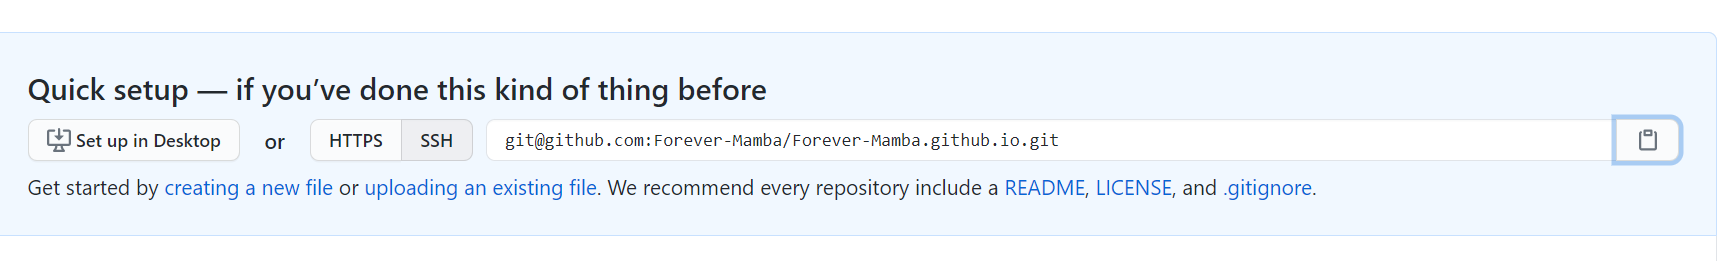 Quick setup — if you’ve done this kind of thing before
Set up in Desktop or HTTPS SSH git@github.com:Forever-Mamba/Forever-Mamba.github.io.git
Get started by creating a new file or uploading an existing file. We recommend every repository include a README, LICENSE, and .gitignore.